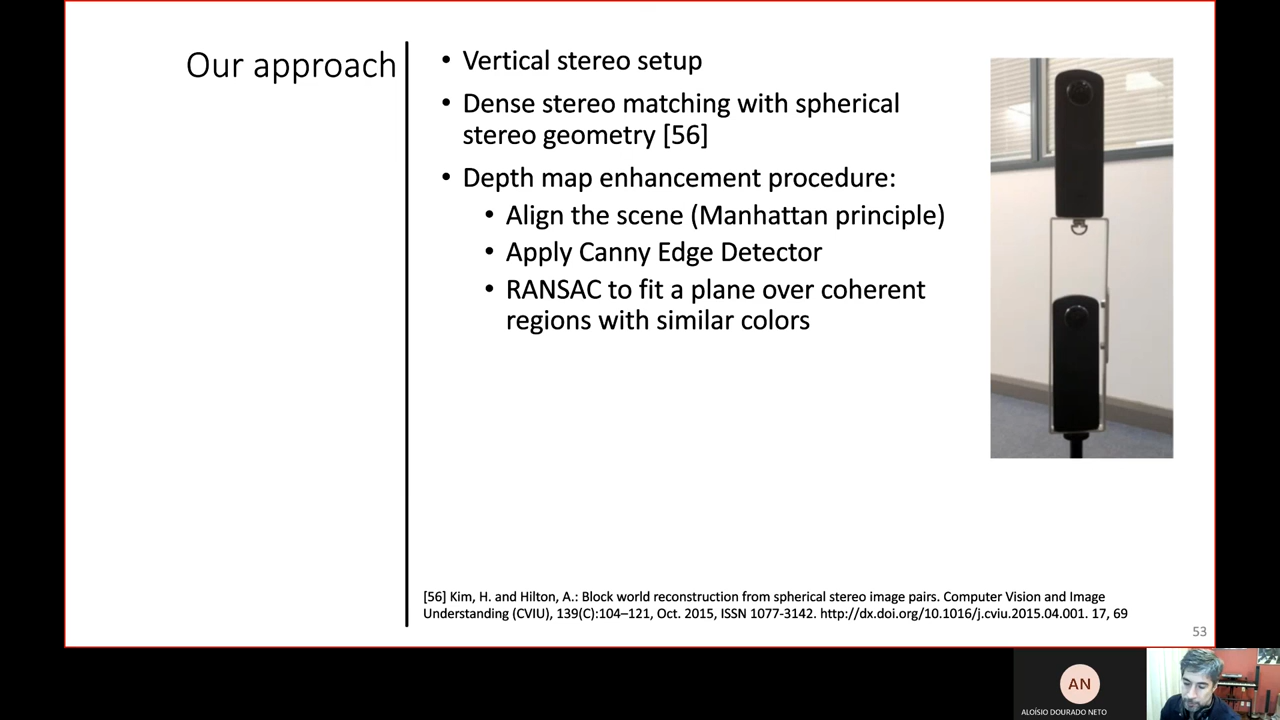 Our approach
• Vertical stereo setup
• Dense stereo matching with spherical
stereo geometry [56]
• Depth map enhancement procedure:
• Align the scene (Manhattan principle)
• Apply Canny Edge Detector
• RANSAC to fit a plane over coherent
regions with similar colors
[56] Kim, H. and Hilton, A.: Block world reconstruction from spherical stereo image pairs. Computer Vision and Image
Understanding (CVIU), 139(C):104–121, Oct. 2015, ISSN 1077-3142. http://dx.doi.org/10.1016/j.cviu.2015.04.001. 17, 69
53
AN
ALOÍSIO DOURADO NETO